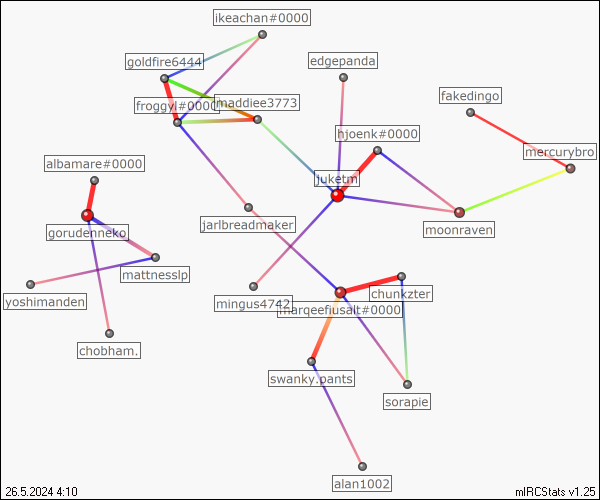 ikeachan#0000
goldfire6444
edgepanda
fakedingo
froggyl#0000
maddiee3773
hjoenk#0000
mercurybro
albamare#0000
juketm
jarlbreadmaker
moonraven
gorudenneko
mattnesslp
yoshimanden
mingus4742
chunkzter
marqeefiusalt#0000
chobham.
swanky.pants
sorapie
alan1002
26.5.2024 4:10
mIRCStats v1.25